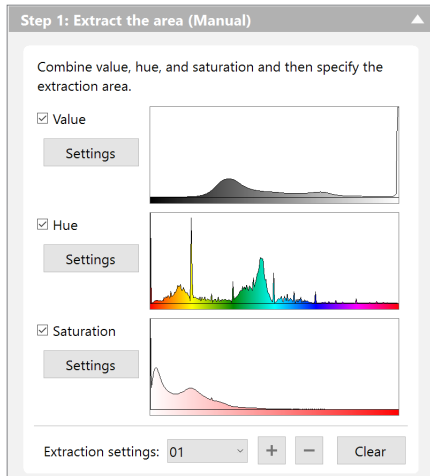 Step 1: Extract the area (Manual)
Combine value, hue, and saturation and then specify the
extraction area.
Value
Settings
Hue
Settings
Saturation
Settings
Extraction settings: 01 + − Clear